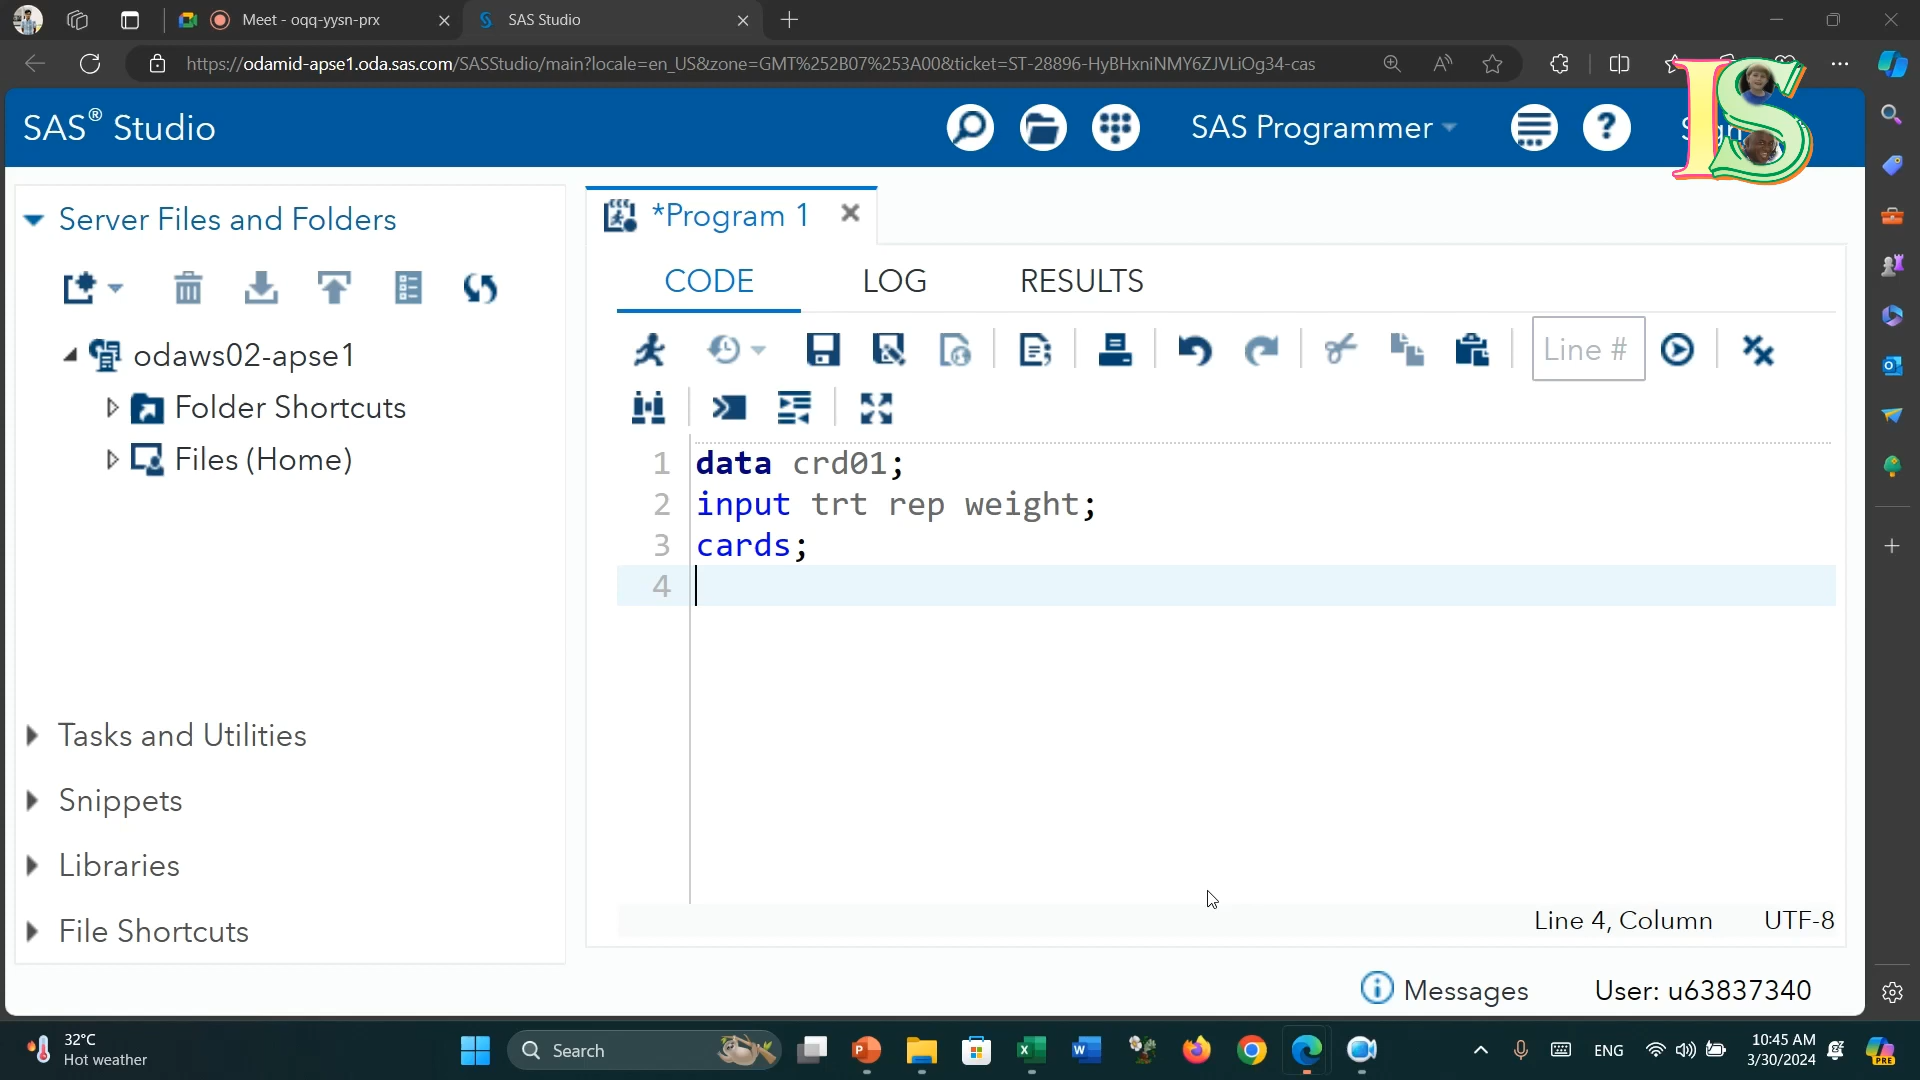 Meet - oqq-yysn-prx
SAS Studio
https://odamid-apse1.oda.sas.com/SASStudio/main?locale=en_US&zone=GMT%252B07%253A00&ticket=ST-28896-HyBHxniNMY6ZJVLiOg34-cas
SAS® Studio
SAS Programmer
IS
Server Files and Folders
odaws02-apse1
Folder Shortcuts
Files (Home)
Tasks and Utilities
Snippets
Libraries
File Shortcuts
*Program 1
CODE LOG RESULTS
Line #
1 data crd01;
2 input trt rep weight;
3 cards;
4
Line 4, Column UTF-8
Messages User: u63837340
32°C
Hot weather
Search
ENG
10:45 AM
3/30/2024
PRE